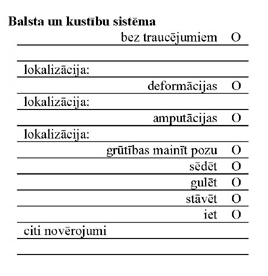 Balsta un kustību sistēma
bez traucējumiem O
lokalizācija:
deformācijas O
lokalizācija:
amputācijas O
lokalizācija:
grūtības mainīt pozu O
sēdēt O
gulēt O
stāvēt O
iet O
citi novērojumi